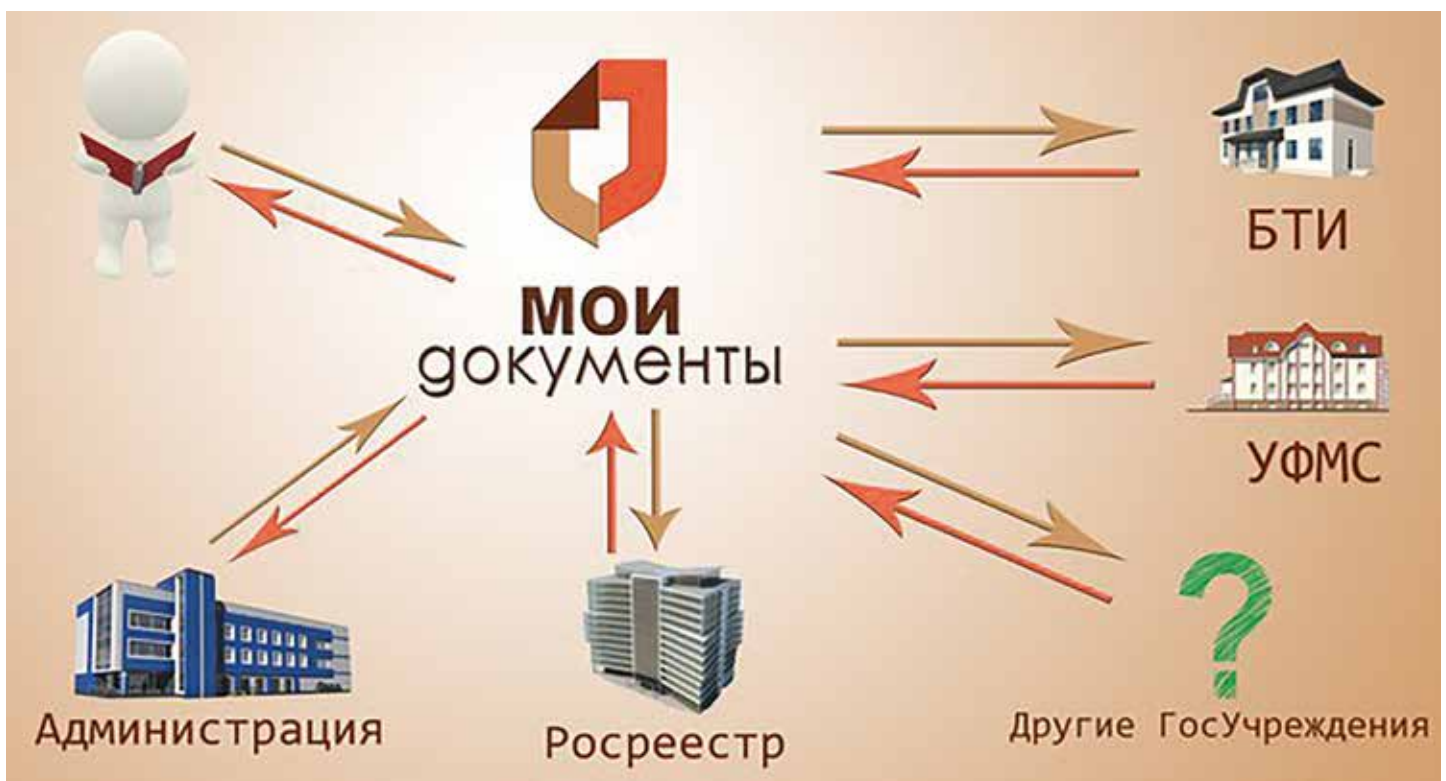 мои
документы
БТИ
УФМС
Администрация
Росреестр
Другие ГосУчреждения